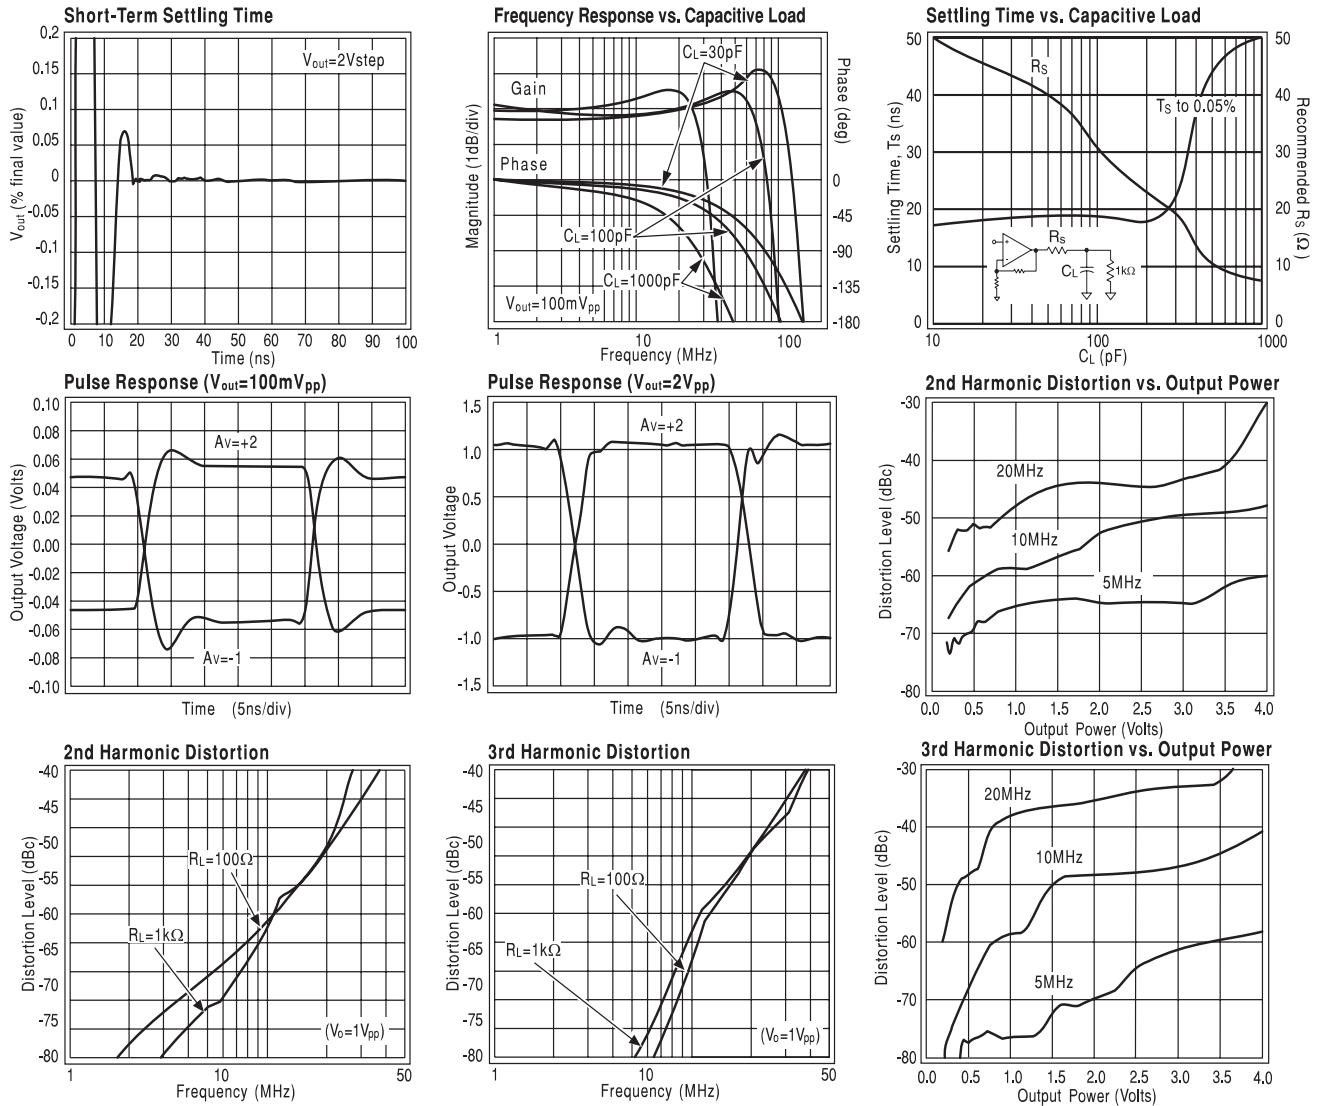 Short-Term Settling Time
Vout=2Vstep
Vout (% final value)
0.2
0.15
0.1
0.05
0
-0.05
-0.1
-0.15
-0.2
0 10 20 30 40 50 60 70 80 90 100
Time (ns)
Frequency Response vs. Capacitive Load
CL=30pF
Gain
Phase
CL=100pF
CL=1000pF
Vout=100mVpp
Magnitude (1dB/div)
Phase (deg)
0
-45
-90
-135
-180
1 10 100
Frequency (MHz)
Settling Time vs. Capacitive Load
RS
TS to 0.05%
Settling Time, Ts (ns)
50
40
30
20
10
0
Recommended RS (Ω)
50
40
30
20
10
0
+
-
RS
CL
1kΩ
10 100 1000
CL (pF)
Pulse Response (Vout=100mVpp)
Output Voltage (Volts)
0.10
0.08
0.06
0.04
0.02
0.00
-0.02
-0.04
-0.06
-0.08
-0.10
AV=+2
AV=-1
Time (5ns/div)
Pulse Response (Vout=2Vpp)
Output Voltage
1.5
1.0
0.5
0.0
-0.5
-1.0
-1.5
AV=+2
AV=-1
Time (5ns/div)
2nd Harmonic Distortion vs. Output Power
Distortion Level (dBc)
-30
-40
-50
-60
-70
-80
20MHz
10MHz
5MHz
0.0 0.5 1.0 1.5 2.0 2.5 3.0 3.5 4.0
Output Power (Volts)
2nd Harmonic Distortion
Distortion Level (dBc)
-40
-45
-50
-55
-60
-65
-70
-75
-80
RL=100Ω
RL=1kΩ
(Vo=1Vpp)
1 10 50
Frequency (MHz)
3rd Harmonic Distortion
Distortion Level (dBc)
-40
-45
-50
-55
-60
-65
-70
-75
-80
RL=100Ω
RL=1kΩ
(Vo=1Vpp)
1 10 50
Frequency (MHz)
3rd Harmonic Distortion vs. Output Power
Distortion Level (dBc)
-30
-40
-50
-60
-70
-80
20MHz
10MHz
5MHz
0.0 0.5 1.0 1.5 2.0 2.5 3.0 3.5 4.0
Output Power (Volts)